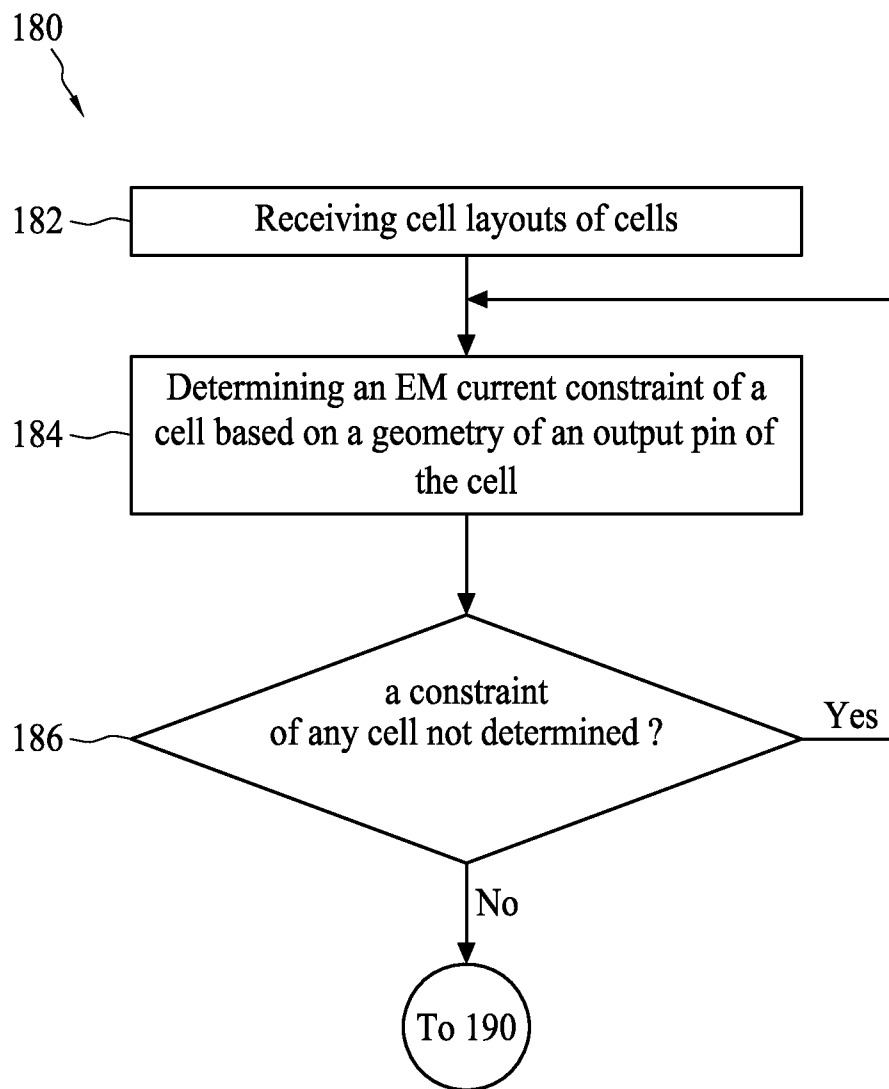 180
182
Receiving cell layouts of cells
184
Determining an EM current constraint of a
cell based on a geometry of an output pin of
the cell
186
a constraint
of any cell not determined ?
Yes
No
To 190